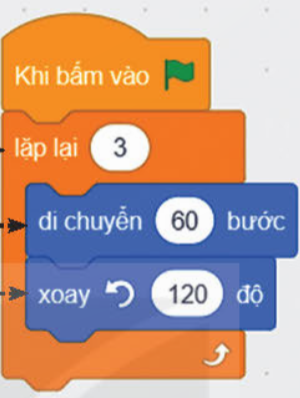 Khi bấm vào
lặp lại 3
di chuyển 60 bước
xoay 120 độ